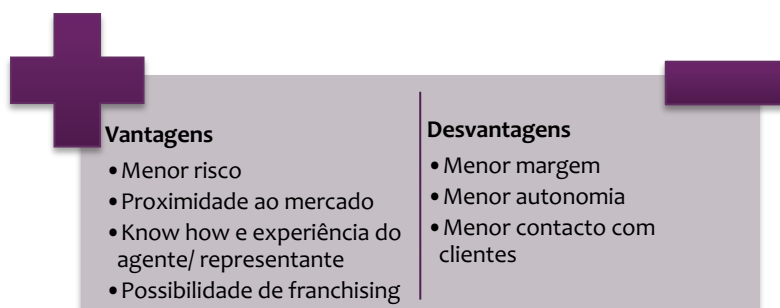 Vantagens
•Menor risco
•Proximidade ao mercado
•Know how e experiência do
agente/ representante
•Possibilidade de franchising
Desvantagens
•Menor margem
•Menor autonomia
•Menor contacto com
clientes